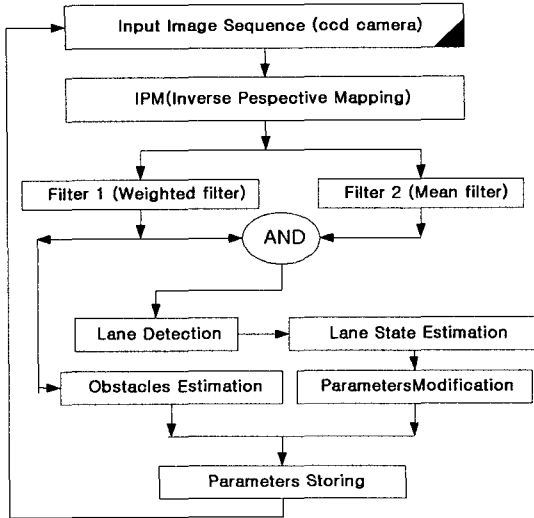 Input Image Sequence (ccd camera)
IPM(Inverse Pespective Mapping)
Filter 1 (Weighted filter)
Filter 2 (Mean filter)
AND
Lane Detection
Lane State Estimation
Obstacles Estimation
ParametersModification
Parameters Storing